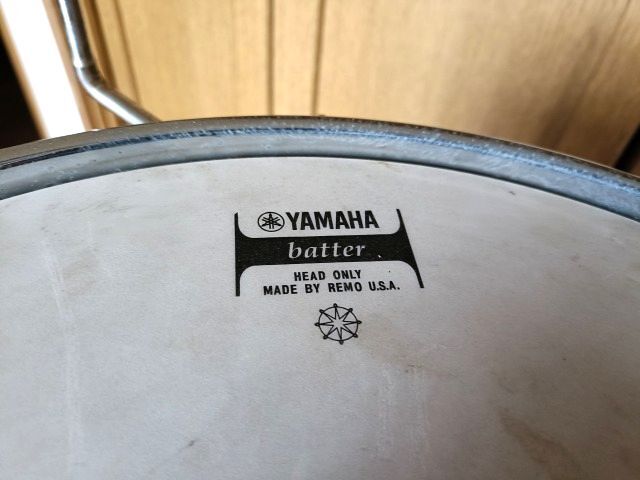 YAMAHA
batter
HEAD ONLY
MADE BY REMO U.S.A.